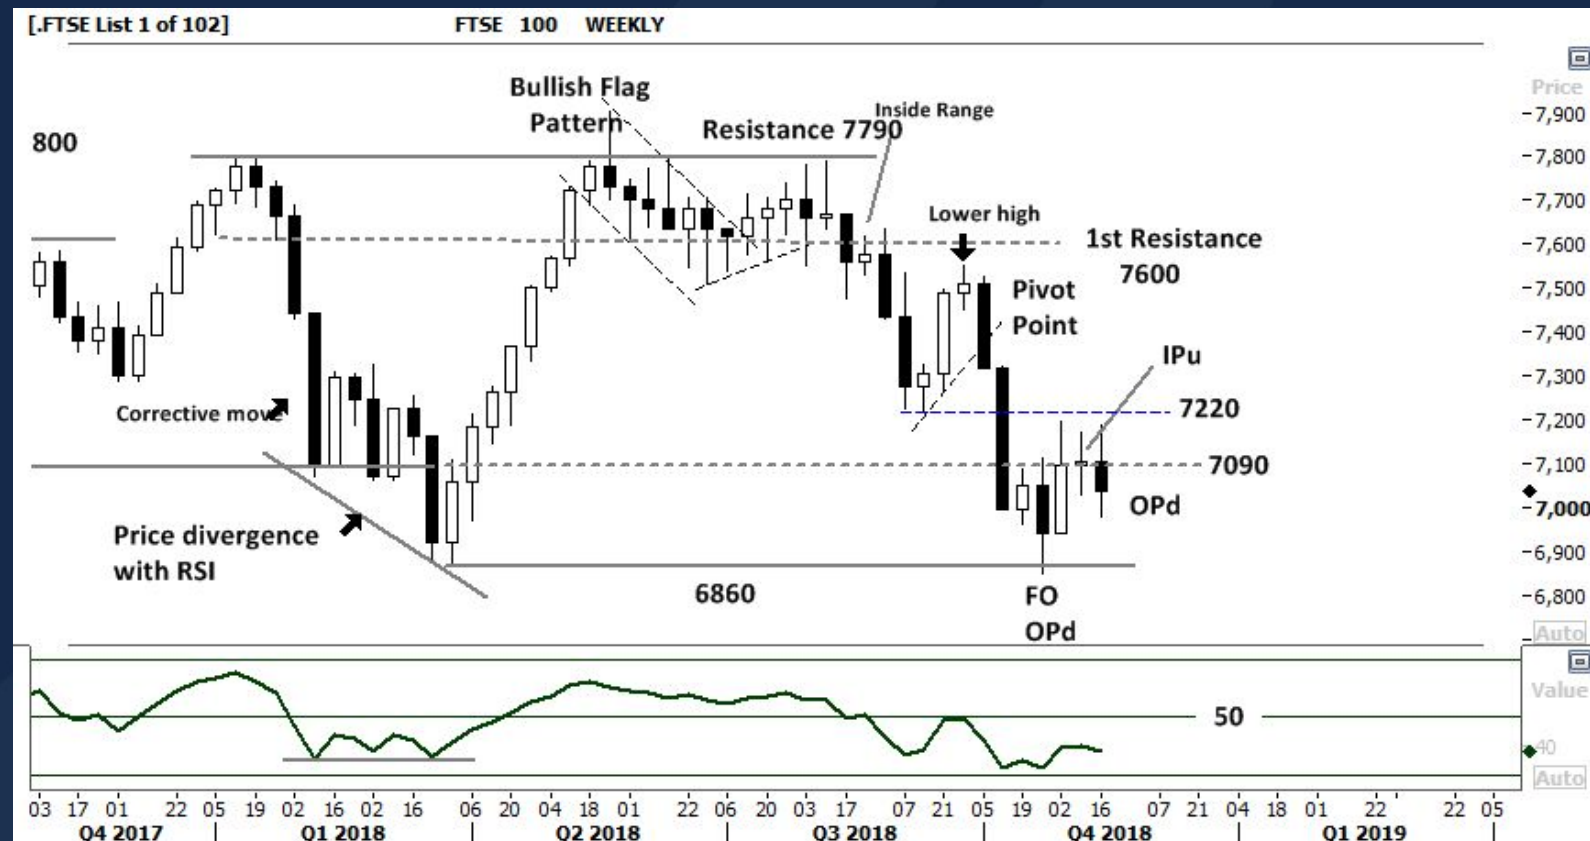 [.FTSE List 1 of 102]
FTSE 100 WEEKLY
Price
Bullish Flag
Pattern
Inside Range
Resistance 7790
800
Lower high
1st Resistance
7600
Pivot
Point
IPu
Corrective move
7220
7090
OPd
Price divergence
with RSI
6860
FO
OPd
7,900
7,800
7,700
7,600
7,500
7,400
7,300
7,200
7,100
7,000
6,900
6,800
Auto
Value
50
40
Auto
03 17 01 22 05 19 02 16 02 16 06 20 04 18 01 22 06 20 03 17 07 21 05 19 02 16 07 21 04 18 01 22 22 05
Q4 2017 Q1 2018 Q2 2018 Q3 2018 Q4 2018 Q1 2019